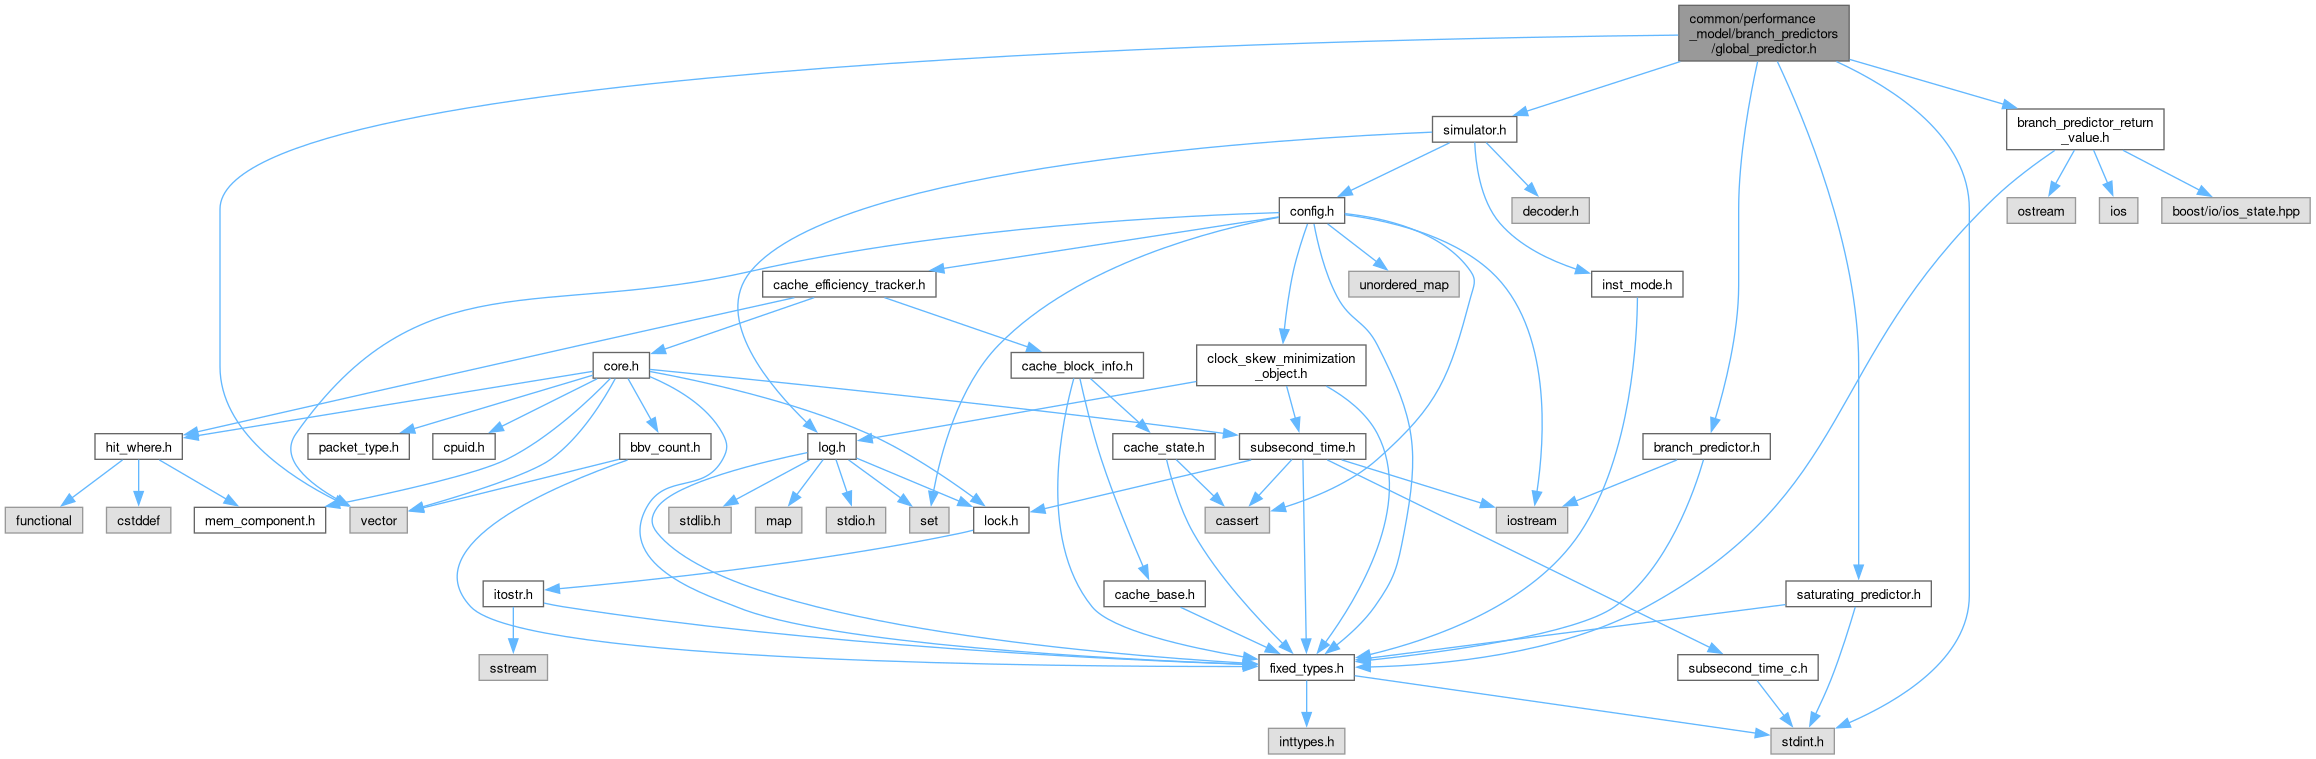 common/performance
_model/branch_predictors
/global_predictor.h
simulator.h
branch_predictor_return
_value.h
config.h
decoder.h
ostream
ios
boost/io/ios_state.hpp
cache_efficiency_tracker.h
unordered_map
inst_mode.h
core.h
cache_block_info.h
clock_skew_minimization
_object.h
hit_where.h
packet_type.h
cpuid.h
bbv_count.h
log.h
cache_state.h
subsecond_time.h
branch_predictor.h
functional
cstddef
mem_component.h
vector
stdlib.h
map
stdio.h
set
lock.h
cassert
iostream
itostr.h
cache_base.h
saturating_predictor.h
sstream
fixed_types.h
subsecond_time_c.h
inttypes.h
stdint.h